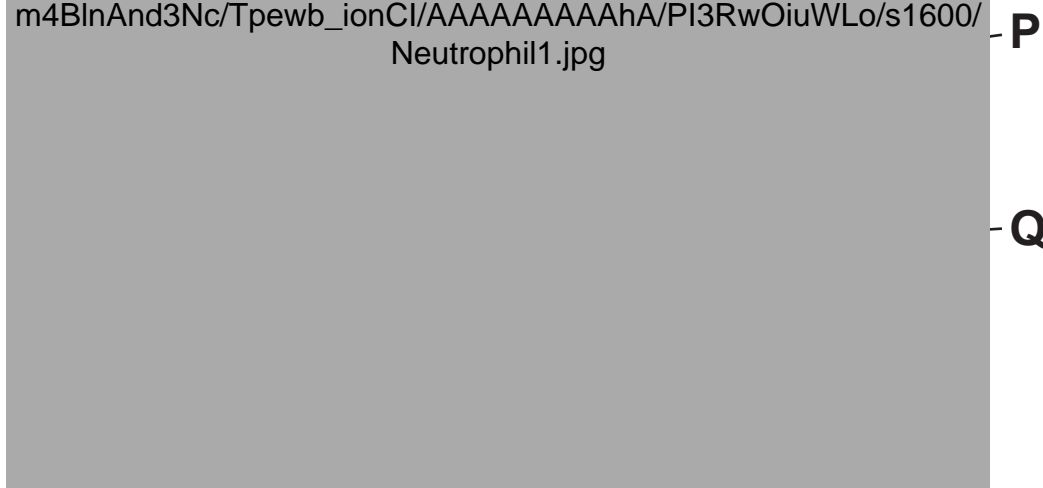 m4BlnAnd3Nc/Tpewb_ionCI/AAAAAAAAAhA/PI3RwOiuWLo/s1600/
Neutrophil1.jpg
P
Q